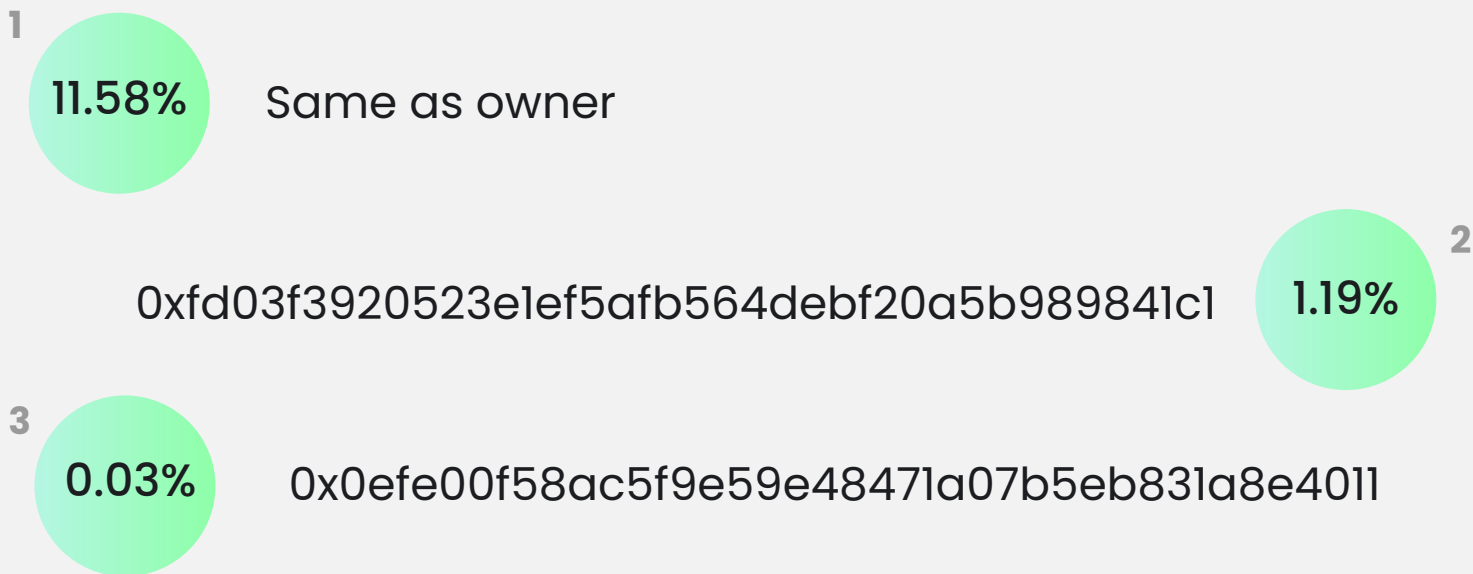 1
11.58% Same as owner
2
0xfd03f3920523e1ef5afb564debf20a5b989841c1 1.19%
3
0.03% 0x0efe00f58ac5f9e59e48471a07b5eb831a8e4011